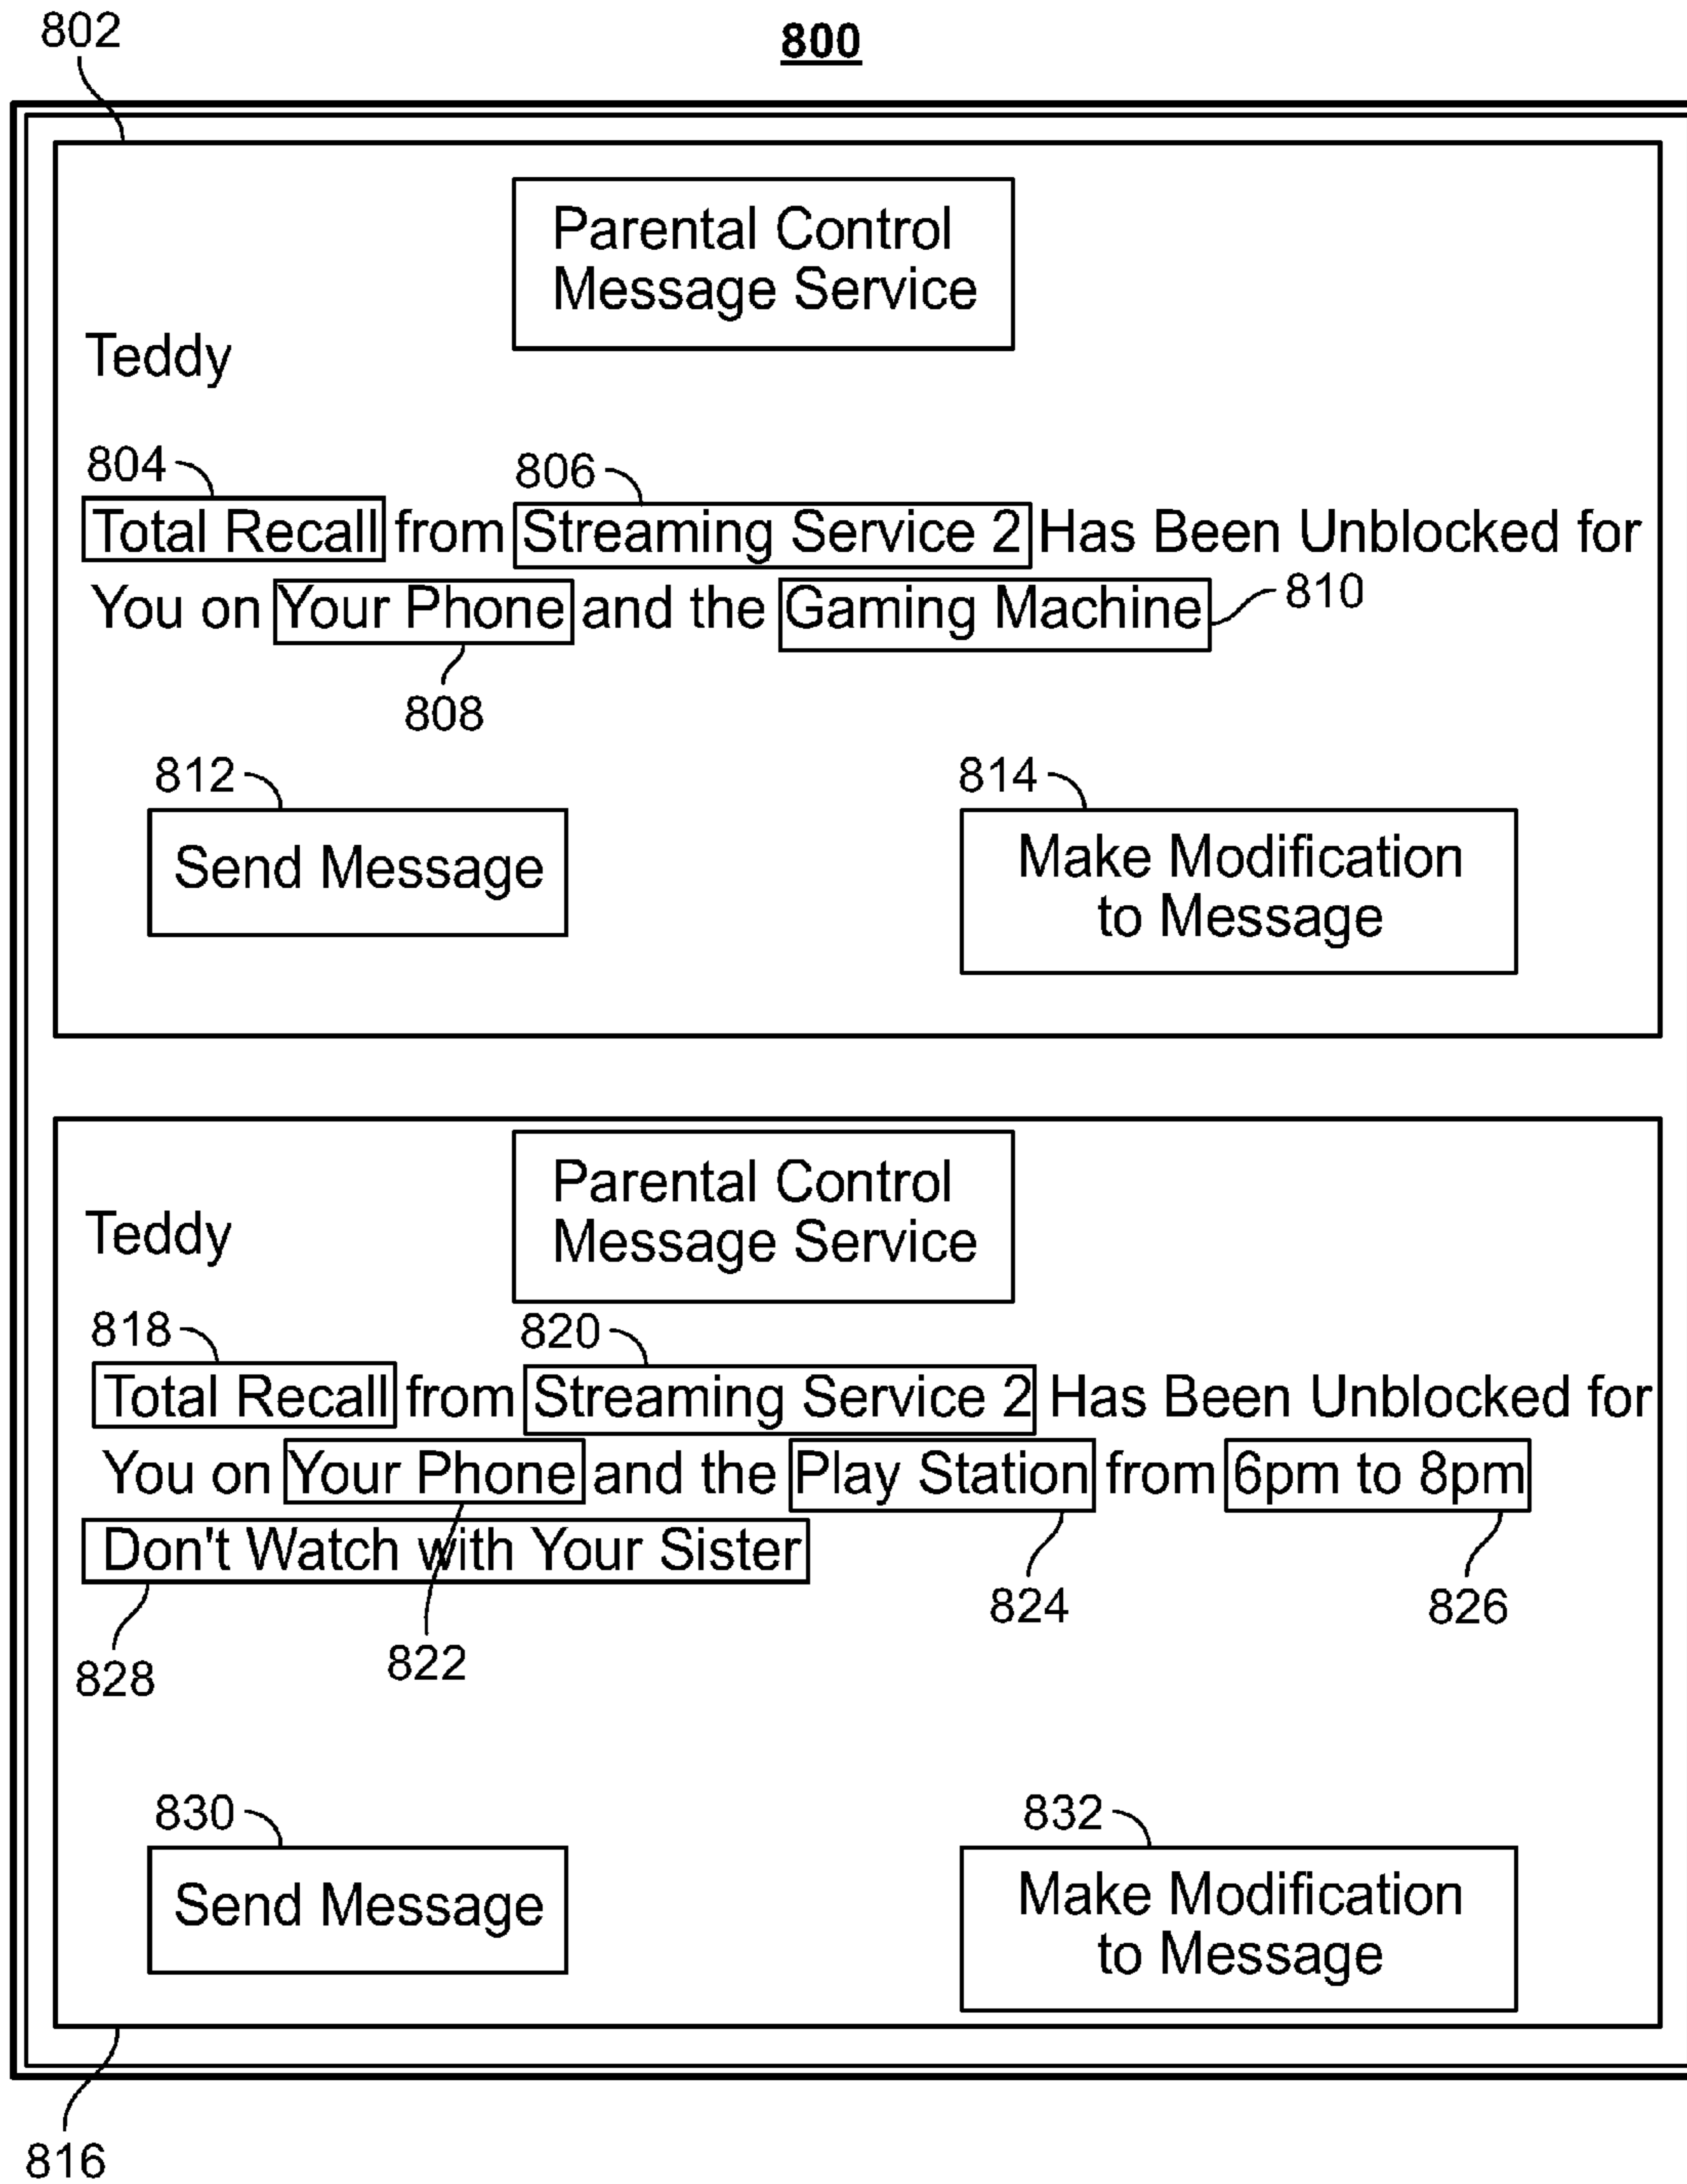 802
800
Parental Control
Message Service
Teddy
804
806
Total Recall from Streaming Service 2 Has Been Unblocked for
You on Your Phone and the Gaming Machine
810
808
812
814
Send Message
Make Modification
to Message
Parental Control
Message Service
Teddy
818
820
Total Recall from Streaming Service 2 Has Been Unblocked for
You on Your Phone and the Play Station from 6pm to 8pm
Don't Watch with Your Sister
824
826
822
828
830
832
Send Message
Make Modification
to Message
816